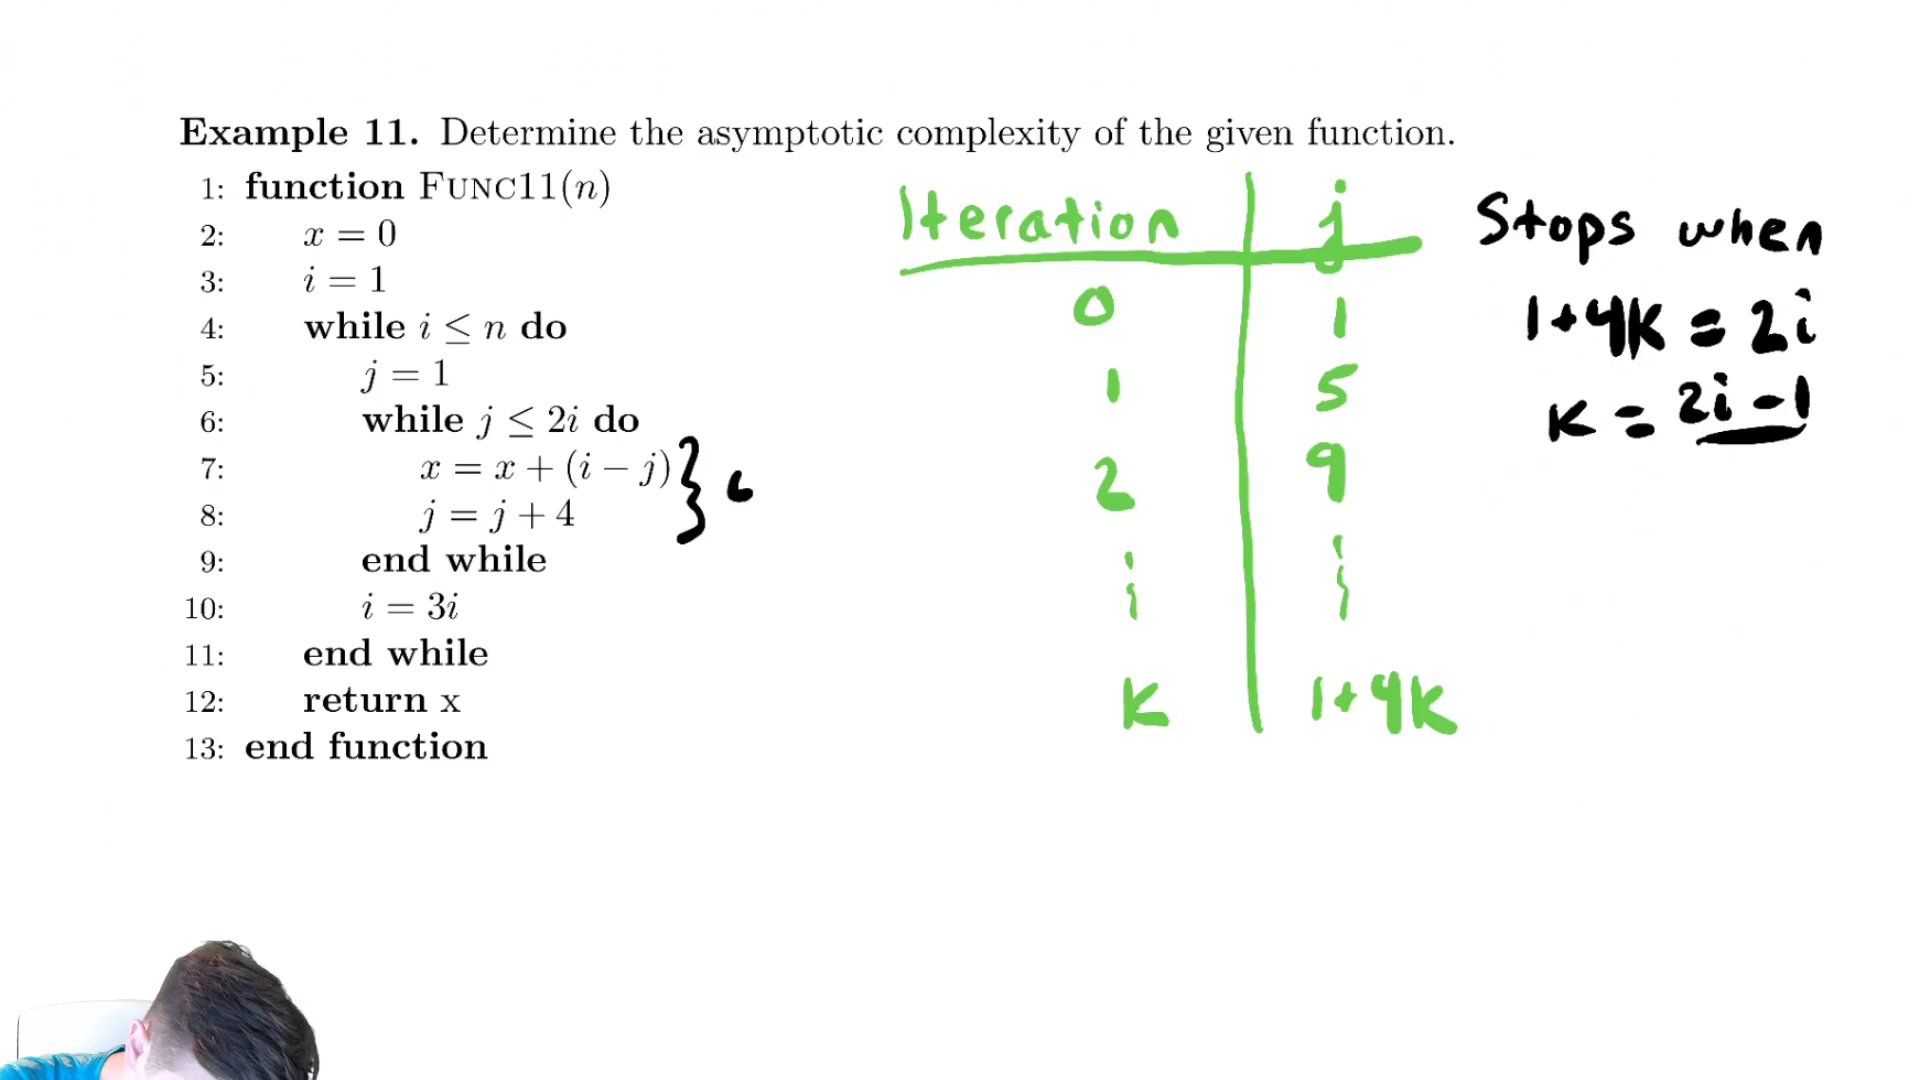 Example 11. Determine the asymptotic complexity of the given function.
1: function FUNC11(n)
2: x = 0
3: i = 1
4: while i ≤ n do
5: j = 1
6: while j ≤ 2i do
7: x = x + (i − j)
8: j = j + 4
9: end while
10: i = 3i
11: end while
12: return x
13: end function
} c
Iteration j
0 1
1 5
2 9
⋮ ⋮
K 1+4K
Stops when
1+4K = 2i
K = 2i-1